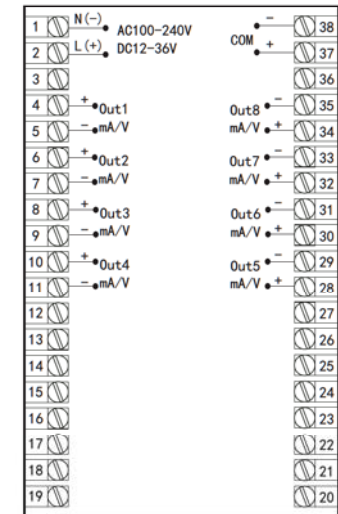 1 N(-) AC100-240V - 38
2 L(+) DC12-36V COM + 37
3 36
4 + Out1 Out8 - 35
5 - mA/V mA/V + 34
6 + Out2 Out7 - 33
7 - mA/V mA/V + 32
8 + Out3 Out6 - 31
9 - mA/V mA/V + 30
10 + Out4 Out5 - 29
11 - mA/V mA/V + 28
12 27
13 26
14 25
15 24
16 23
17 22
18 21
19 20